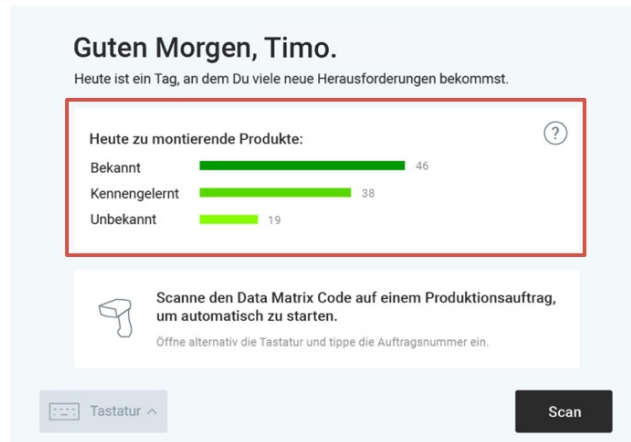 Guten Morgen, Timo.
Heute ist ein Tag, an dem Du viele neue Herausforderungen bekommst.
Heute zu montierende Produkte:
?
Bekannt 46
Kennengelernt 38
Unbekannt 19
Scanne den Data Matrix Code auf einem Produktionsauftrag,
um automatisch zu starten.
Öffne alternativ die Tastatur und tippe die Auftragsnummer ein.
Tastatur
Scan